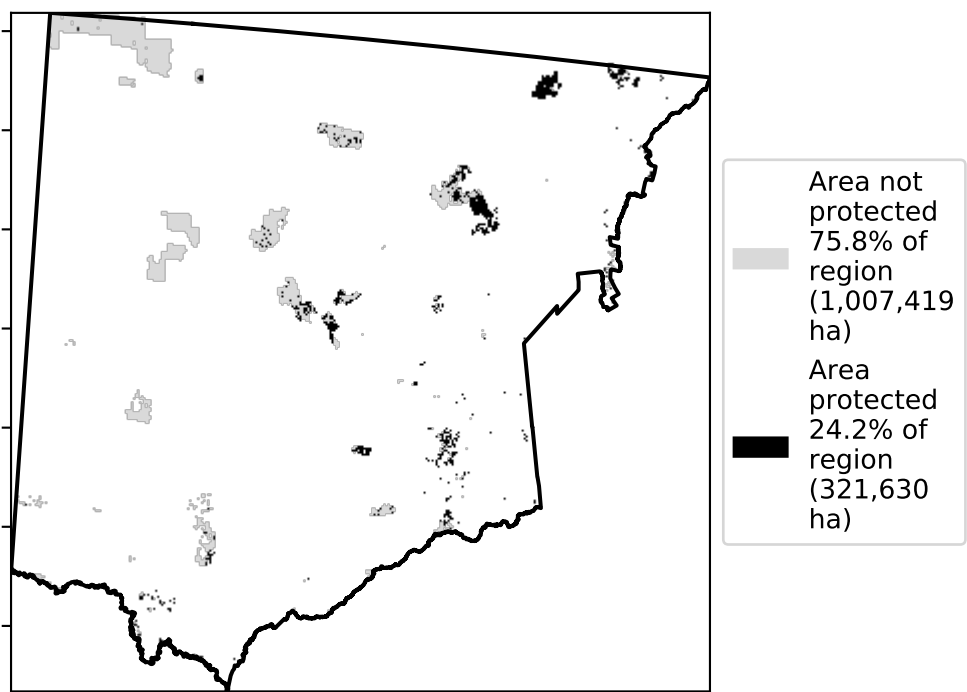 Area not
protected
75.8% of
region
(1,007,419
ha)
Area
protected
24.2% of
region
(321,630
ha)